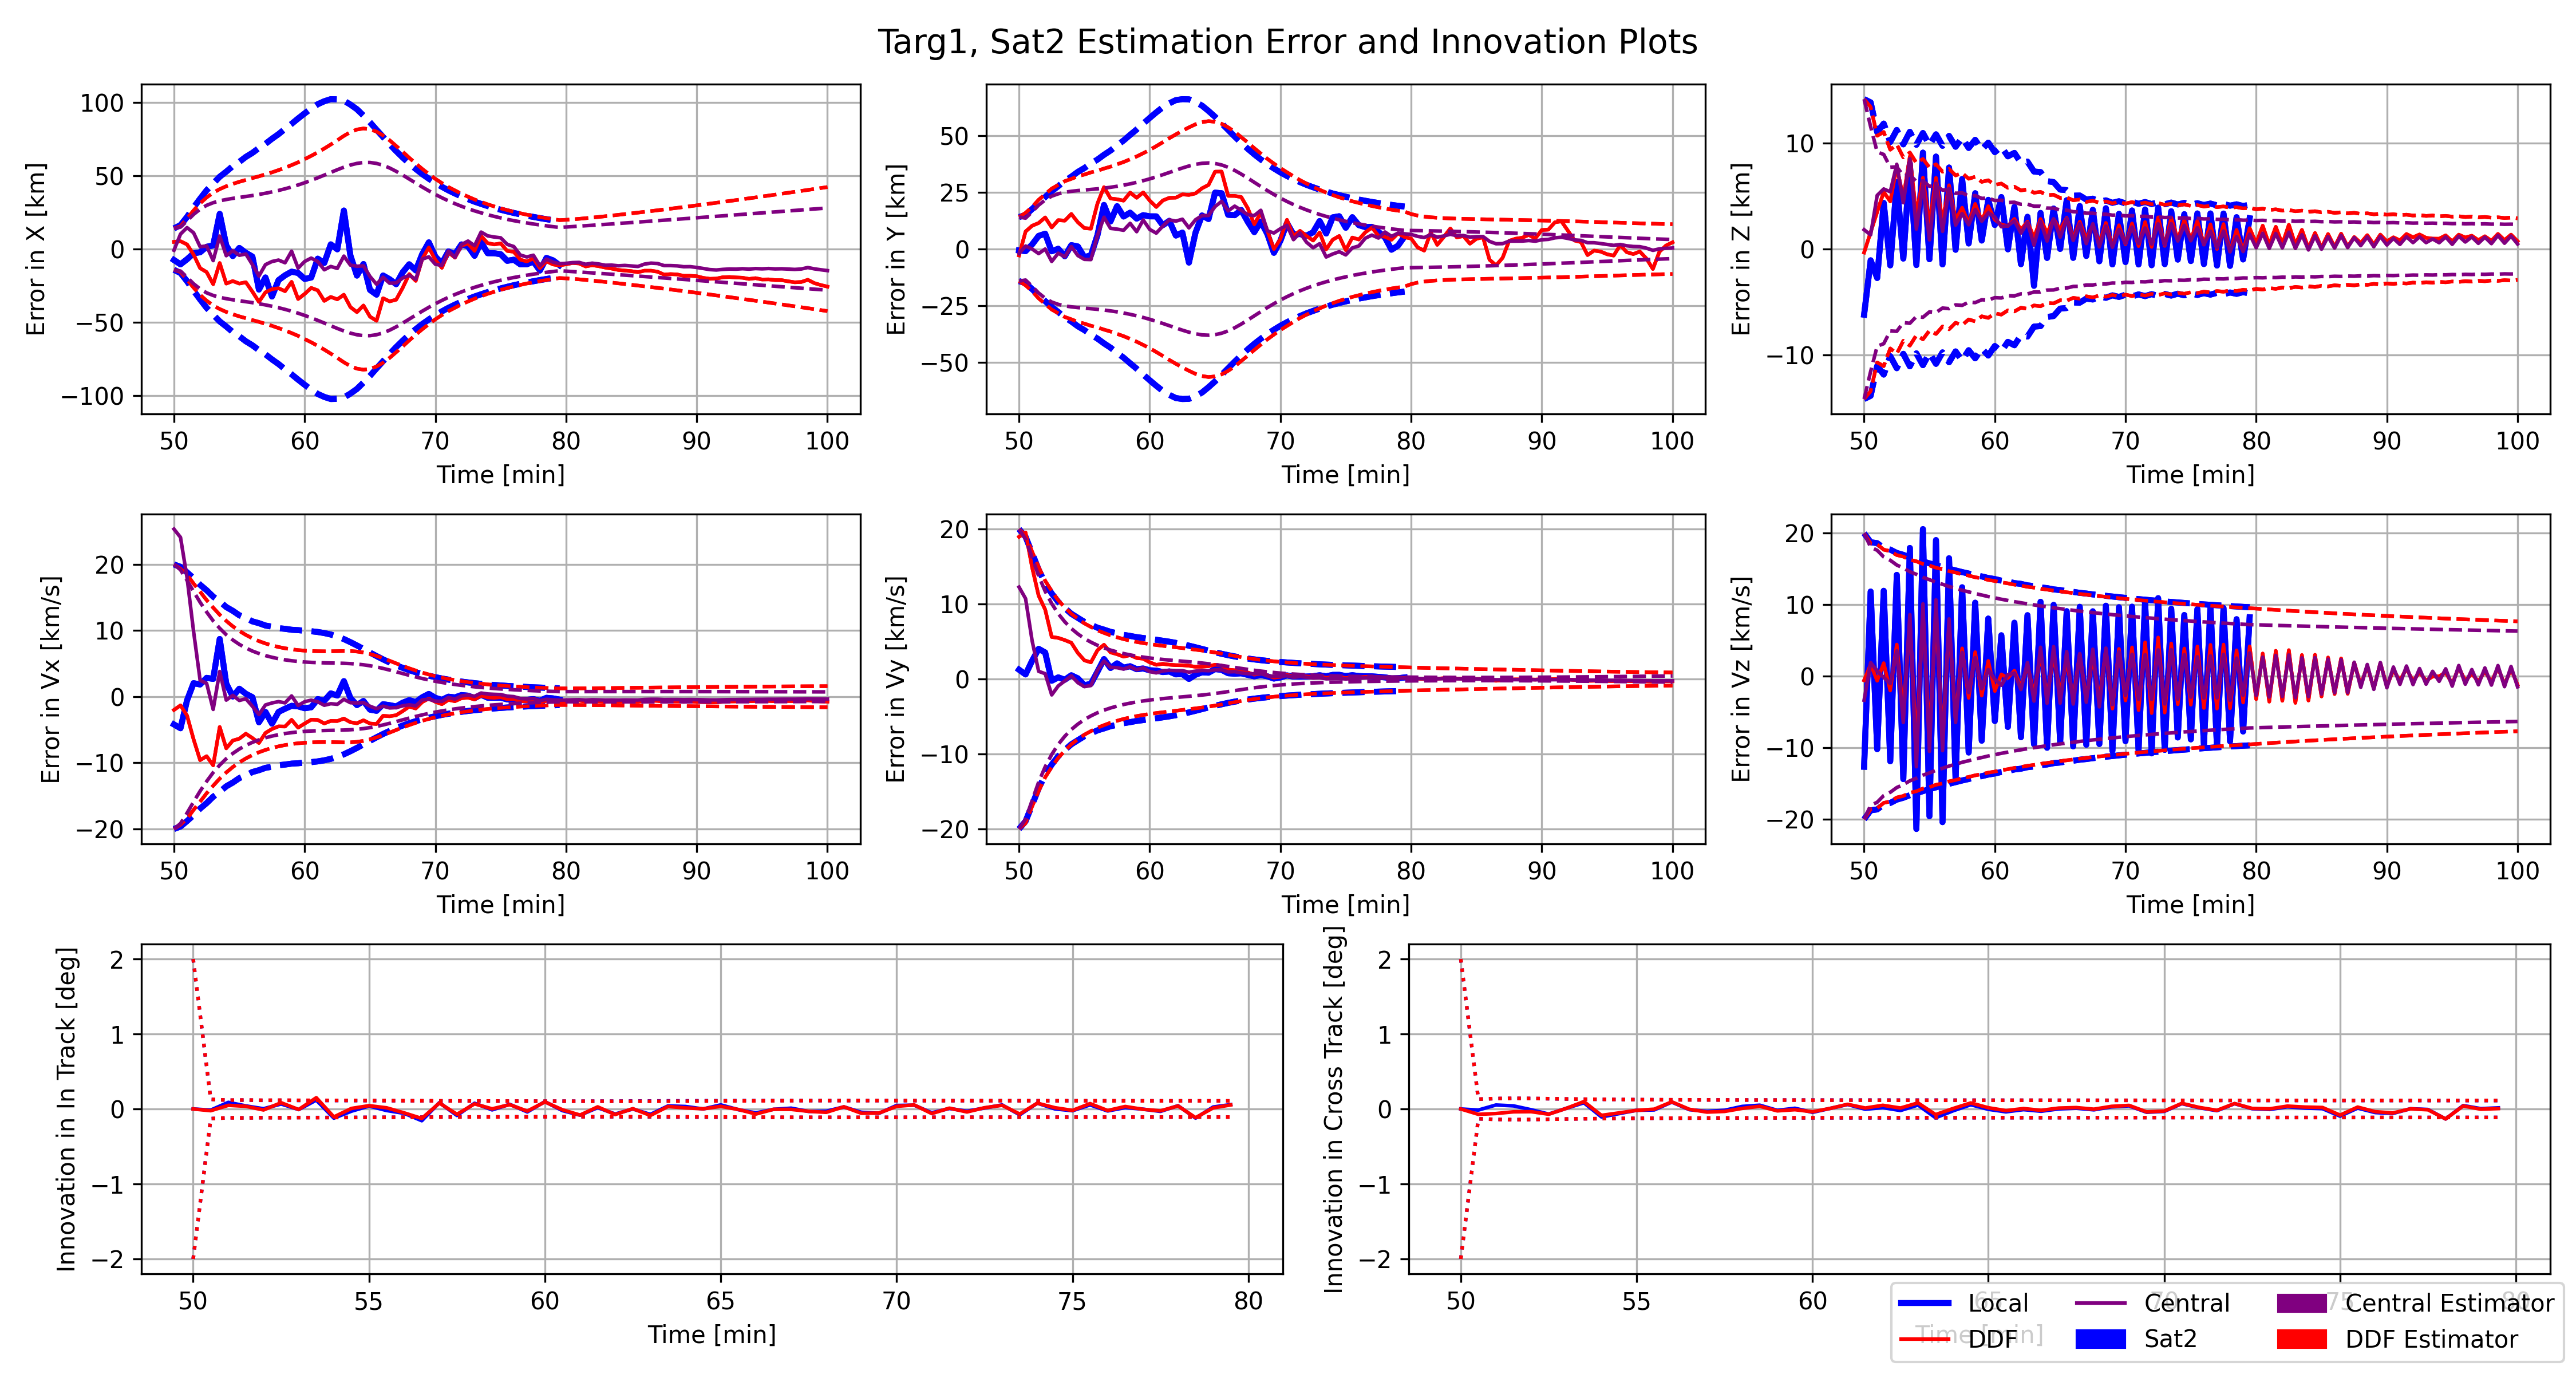 Targ1, Sat2 Estimation Error and Innovation Plots
Error in X [km]
100
50
0
−50
−100
50 60 70 80 90 100
Time [min]
Error in Y [km]
50
25
0
−25
−50
50 60 70 80 90 100
Time [min]
Error in Z [km]
10
0
−10
50 60 70 80 90 100
Time [min]
Error in Vx [km/s]
20
10
0
−10
−20
50 60 70 80 90 100
Time [min]
Error in Vy [km/s]
20
10
0
−10
−20
50 60 70 80 90 100
Time [min]
Error in Vz [km/s]
20
10
0
−10
−20
50 60 70 80 90 100
Time [min]
Innovation in In Track [deg]
2
1
0
−1
−2
50 55 60 65 70 75 80
Time [min]
Innovation in Cross Track [deg]
2
1
0
−1
−2
50 55 60 65 70 75 80
Time [min]
Local Central Central Estimator
DDF Sat2 DDF Estimator